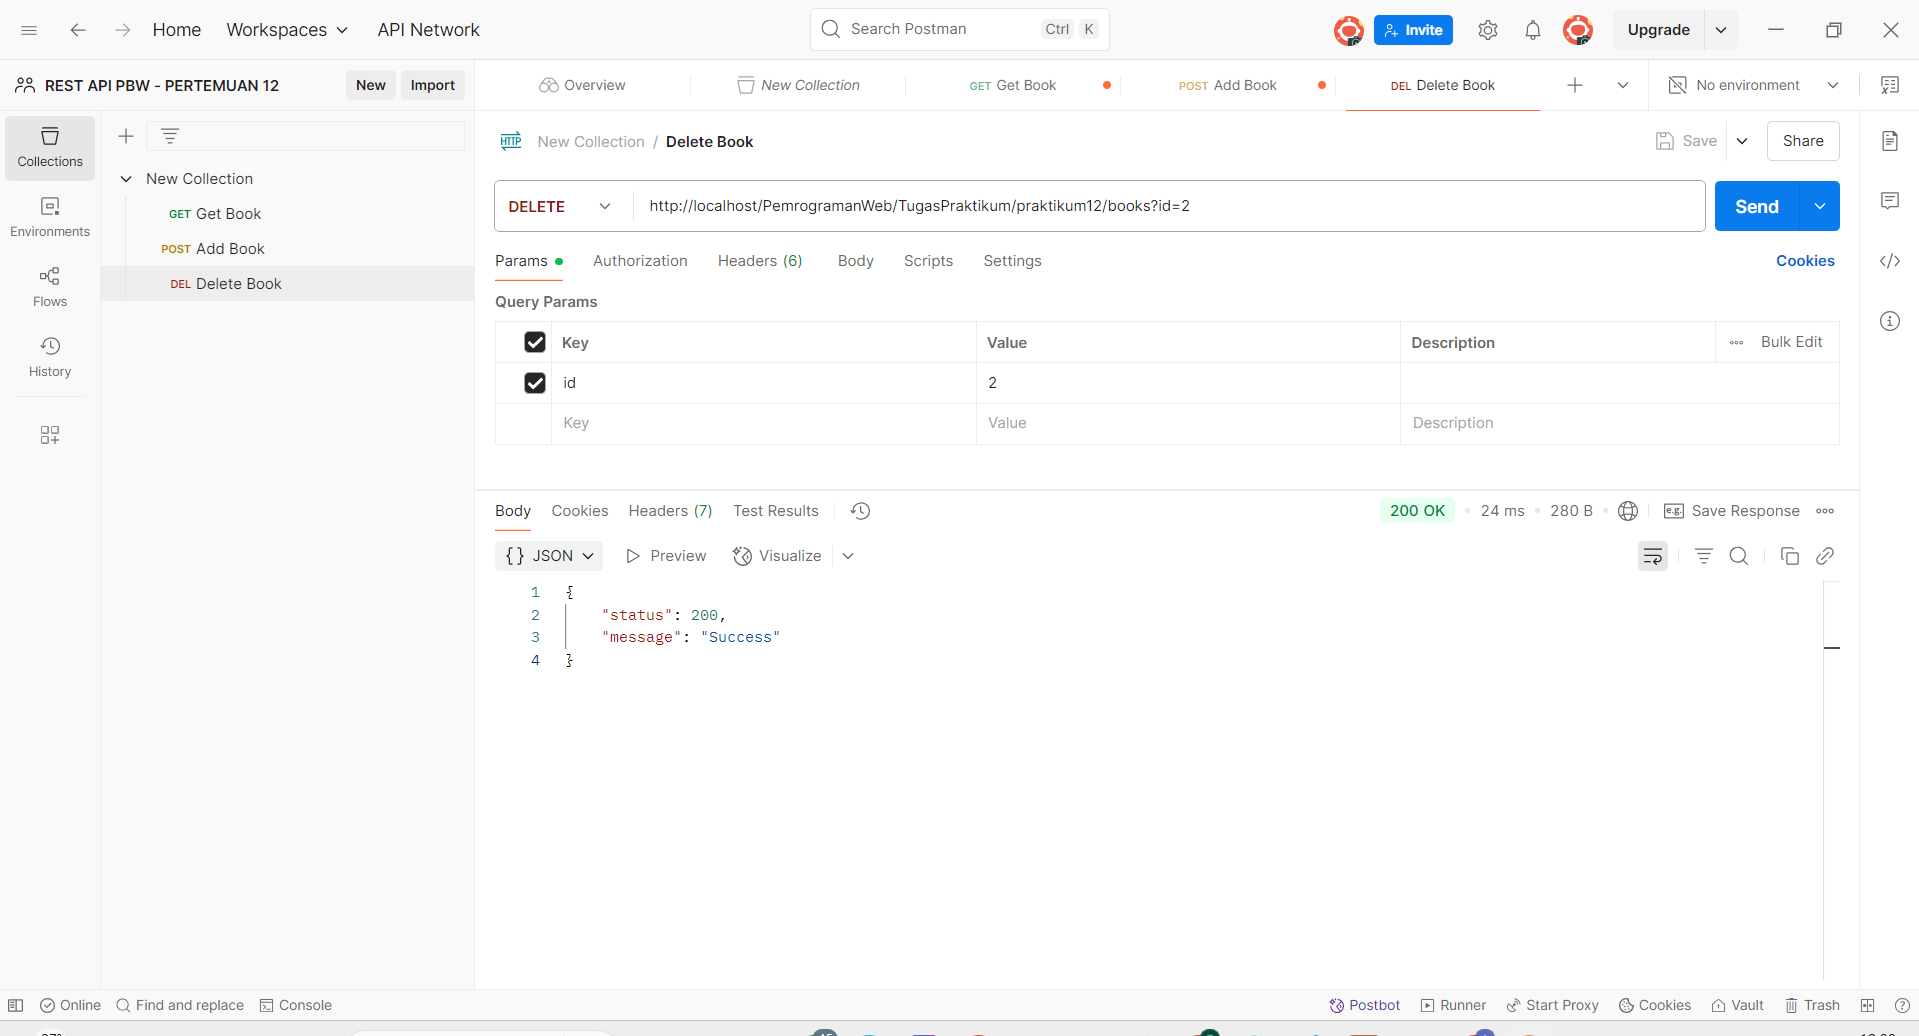 Home Workspaces API Network Search Postman Ctrl K Invite Upgrade
REST API PBW - PERTEMUAN 12 New Import Overview New Collection GET Get Book POST Add Book DEL Delete Book No environment
Collections
Environments
Flows
History
New Collection
GET Get Book
POST Add Book
DEL Delete Book
HTTP New Collection / Delete Book Save Share
DELETE http://localhost/PemrogramanWeb/TugasPraktikum/praktikum12/books?id=2 Send
Params Authorization Headers (6) Body Scripts Settings Cookies
Query Params
Key Value Description Bulk Edit
id 2
Key Value Description
Body Cookies Headers (7) Test Results 200 OK 24 ms 280 B e.g. Save Response
{} JSON Preview Visualize
1 {
2 "status": 200,
3 "message": "Success"
4 }
Online Find and replace Console Postbot Runner Start Proxy Cookies Vault Trash